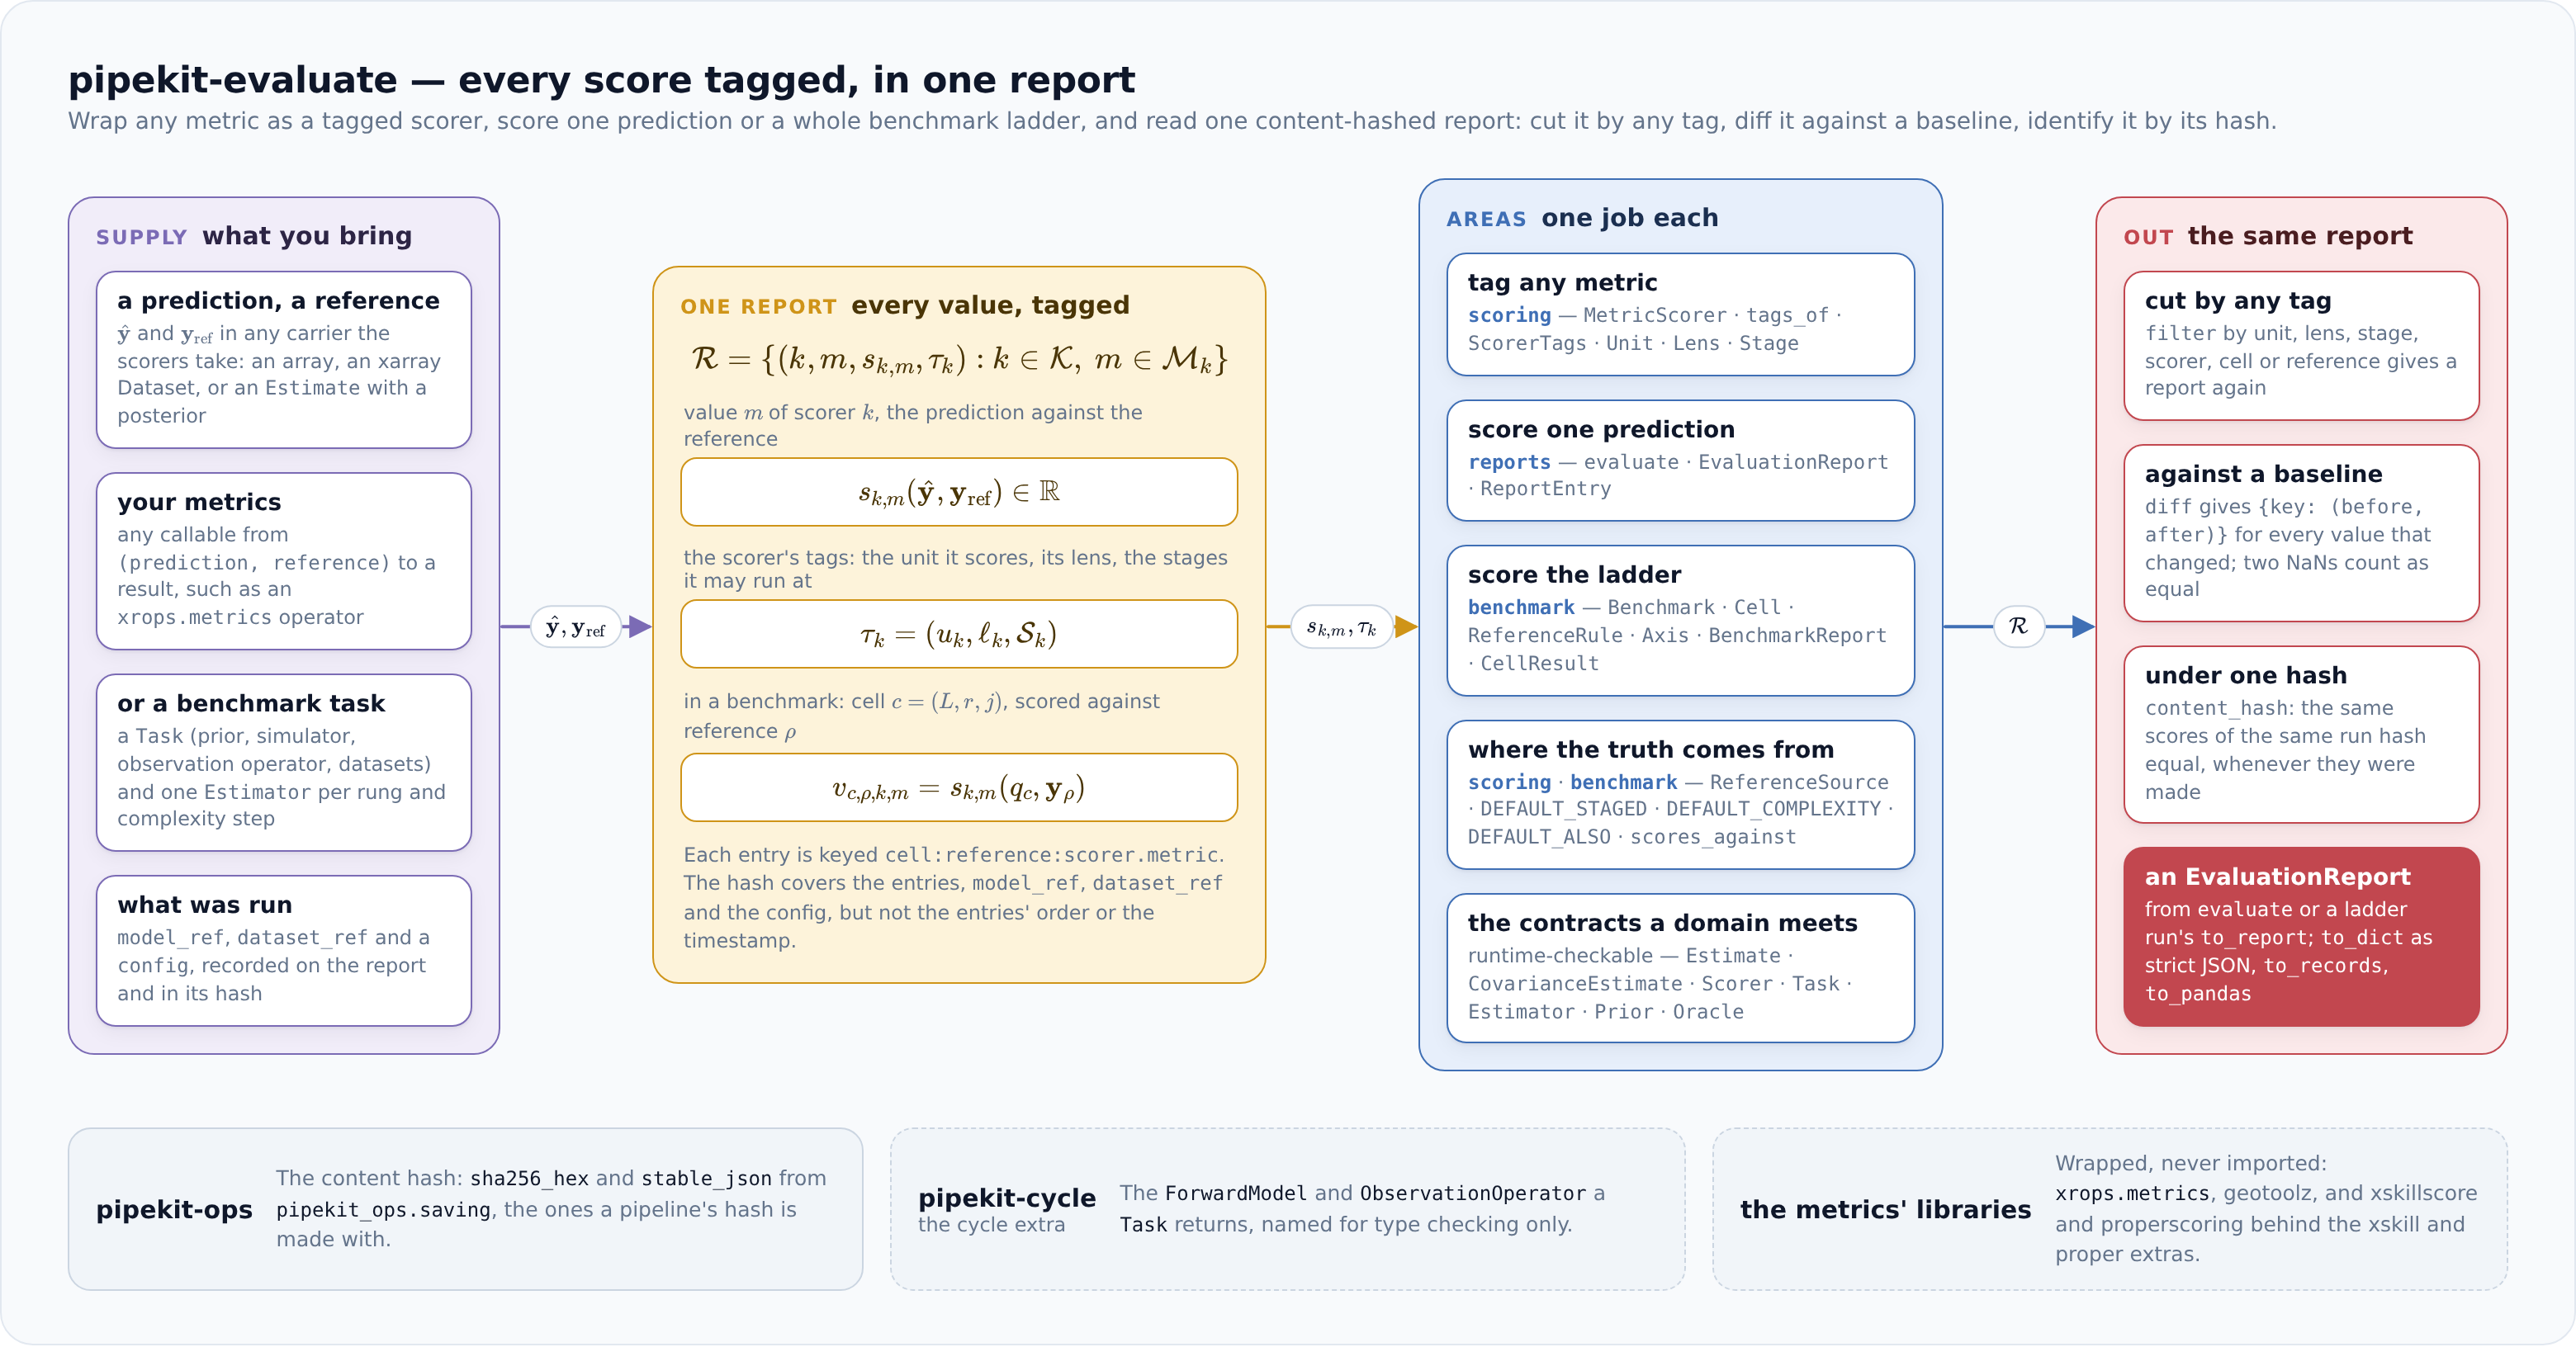 pipekit-evaluate — every score tagged, in one report
Wrap any metric as a tagged scorer, score one prediction or a whole benchmark ladder, and read one content-hashed report: cut it by any tag, diff it against a baseline, identify it by its hash.
SUPPLY what you bring
a prediction, a reference
ŷ and y_ref in any carrier the
scorers take: an array, an xarray
Dataset, or an Estimate with a
posterior
your metrics
any callable from
(prediction, reference) to a
result, such as an
xrops.metrics operator
or a benchmark task
a Task (prior, simulator,
observation operator, datasets)
and one Estimator per rung and
complexity step
what was run
model_ref, dataset_ref and a
config, recorded on the report
and in its hash
ŷ, y_ref
ONE REPORT every value, tagged
ℛ = {(k, m, s_{k,m}, τ_k) : k ∈ 𝒦, m ∈ ℳ_k}
value m of scorer k, the prediction against the
reference
s_{k,m}(ŷ, y_ref) ∈ ℝ
the scorer's tags: the unit it scores, its lens, the stages
it may run at
τ_k = (u_k, ℓ_k, 𝒮_k)
in a benchmark: cell c = (L, r, j), scored against
reference ρ
v_{c,ρ,k,m} = s_{k,m}(q_c, y_ρ)
Each entry is keyed cell:reference:scorer.metric.
The hash covers the entries, model_ref, dataset_ref
and the config, but not the entries' order or the
timestamp.
s_{k,m}, τ_k
AREAS one job each
tag any metric
scoring — MetricScorer · tags_of ·
ScorerTags · Unit · Lens · Stage
score one prediction
reports — evaluate · EvaluationReport
· ReportEntry
score the ladder
benchmark — Benchmark · Cell ·
ReferenceRule · Axis · BenchmarkReport
· CellResult
where the truth comes from
scoring · benchmark — ReferenceSource
· DEFAULT_STAGED · DEFAULT_COMPLEXITY ·
DEFAULT_ALSO · scores_against
the contracts a domain meets
runtime-checkable — Estimate ·
CovarianceEstimate · Scorer · Task ·
Estimator · Prior · Oracle
ℛ
OUT the same report
cut by any tag
filter by unit, lens, stage,
scorer, cell or reference gives a
report again
against a baseline
diff gives {key: (before,
after)} for every value that
changed; two NaNs count as
equal
under one hash
content_hash: the same
scores of the same run hash
equal, whenever they were
made
an EvaluationReport
from evaluate or a ladder
run's to_report; to_dict as
strict JSON, to_records,
to_pandas
pipekit-ops
The content hash: sha256_hex and stable_json from
pipekit_ops.saving, the ones a pipeline's hash is
made with.
pipekit-cycle
the cycle extra
The ForwardModel and ObservationOperator a
Task returns, named for type checking only.
the metrics' libraries
Wrapped, never imported:
xrops.metrics, geotoolz, and xskillscore
and properscoring behind the xskill and
proper extras.